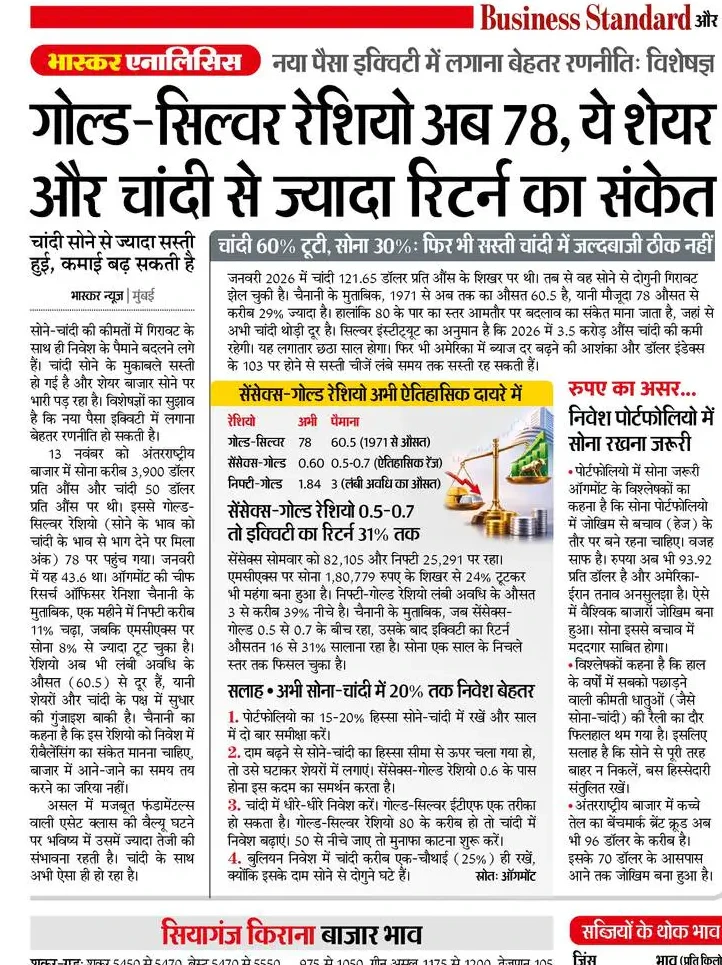 Business Standard और
भास्कर एनालिसिस
नया पैसा इक्विटी में लगाना बेहतर रणनीतिः विशेषज्ञ
गोल्ड-सिल्वर रेशियो अब 78, ये शेयर
और चांदी से ज्यादा रिटर्न का संकेत
चांदी सोने से ज्यादा सस्ती
हुई, कमाई बढ़ सकती है
भास्कर न्यूज | मुंबई
सोने-चांदी की कीमतों में गिरावट के
साथ ही निवेश के पैमाने बदलने लगे
हैं। चांदी सोने के मुकाबले सस्ती
हो गई है और शेयर बाजार सोने पर
भारी पड़ रहा है। विशेषज्ञों का सुझाव
है कि नया पैसा इक्विटी में लगाना
बेहतर रणनीति हो सकती है।
13 नवंबर को अंतरराष्ट्रीय
बाजार में सोना करीब 3,900 डॉलर
प्रति औंस और चांदी 50 डॉलर
प्रति औंस पर थी। इससे गोल्ड-
सिल्वर रेशियो (सोने के भाव को
चांदी के भाव से भाग देने पर मिला
अंक) 78 पर पहुंच गया। जनवरी
में यह 43.6 था। ऑगमोंट की चीफ
रिसर्च ऑफिसर रेनिशा चैनानी के
मुताबिक, एक महीने में निफ्टी करीब
11% चढ़ा, जबकि एमसीएक्स पर
सोना 8% से ज्यादा टूट चुका है।
रेशियो अब भी लंबी अवधि के
औसत (60.5) से दूर हैं, यानी
शेयरों और चांदी के पक्ष में सुधार
की गुंजाइश बाकी है। चैनानी का
कहना है कि इस रेशियो को निवेश में
रीबैलेंसिंग का संकेत मानना चाहिए,
बाजार में आने-जाने का समय तय
करने का जरिया नहीं।
असल में मजबूत फंडामेंटल्स
वाली एसेट क्लास की वैल्यू घटने
पर भविष्य में उसमें ज्यादा तेजी की
संभावना रहती है। चांदी के साथ
अभी ऐसा ही हो रहा है।
चांदी 60% टूटी, सोना 30%: फिर भी सस्ती चांदी में जल्दबाजी ठीक नहीं
जनवरी 2026 में चांदी 121.65 डॉलर प्रति औंस के शिखर पर थी। तब से वह सोने से दोगुनी गिरावट
झेल चुकी है। चैनानी के मुताबिक, 1971 से अब तक का औसत 60.5 है, यानी मौजूदा 78 औसत से
करीब 29% ज्यादा है। हालांकि 80 के पार का स्तर आमतौर पर बदलाव का संकेत माना जाता है, जहां से
अभी चांदी थोड़ी दूर है। सिल्वर इंस्टीट्यूट का अनुमान है कि 2026 में 3.5 करोड़ औंस चांदी की कमी
रहेगी। यह लगातार छठा साल होगा। फिर भी अमेरिका में ब्याज दर बढ़ने की आशंका और डॉलर इंडेक्स
के 103 पर होने से सस्ती चीजें लंबे समय तक सस्ती रह सकती हैं।
सेंसेक्स-गोल्ड रेशियो अभी ऐतिहासिक दायरे में
रेशियो अभी पैमाना
गोल्ड-सिल्वर 78 60.5 (1971 से औसत)
सेंसेक्स-गोल्ड 0.60 0.5-0.7 (ऐतिहासिक रेंज)
निफ्टी-गोल्ड 1.84 3 (लंबी अवधि का औसत)
सेंसेक्स-गोल्ड रेशियो 0.5-0.7
तो इक्विटी का रिटर्न 31% तक
सेंसेक्स सोमवार को 82,105 और निफ्टी 25,291 पर रहा।
एमसीएक्स पर सोना 1,80,779 रुपए के शिखर से 24% टूटकर
भी महंगा बना हुआ है। निफ्टी-गोल्ड रेशियो लंबी अवधि के औसत
3 से करीब 39% नीचे है। चैनानी के मुताबिक, जब सेंसेक्स-
गोल्ड 0.5 से 0.7 के बीच रहा, उसके बाद इक्विटी का रिटर्न
औसतन 16 से 31% सालाना रहा है। सोना एक साल के निचले
स्तर तक फिसल चुका है।
सलाह • अभी सोना-चांदी में 20% तक निवेश बेहतर
1. पोर्टफोलियो का 15-20% हिस्सा सोने-चांदी में रखें और साल
में दो बार समीक्षा करें।
2. दाम बढ़ने से सोने-चांदी का हिस्सा सीमा से ऊपर चला गया हो,
तो उसे घटाकर शेयरों में लगाएं। सेंसेक्स-गोल्ड रेशियो 0.6 के पास
होना इस कदम का समर्थन करता है।
3. चांदी में धीरे-धीरे निवेश करें। गोल्ड-सिल्वर ईटीएफ एक तरीका
हो सकता है। गोल्ड-सिल्वर रेशियो 80 के करीब हो तो चांदी में
निवेश बढ़ाएं। 50 से नीचे जाए तो मुनाफा काटना शुरू करें।
4. बुलियन निवेश में चांदी करीब एक-चौथाई (25%) ही रखें,
क्योंकि इसके दाम सोने से दोगुने घटे हैं। स्रोतः ऑगमोंट
रुपए का असर...
निवेश पोर्टफोलियो में
सोना रखना जरूरी
•पोर्टफोलियो में सोना जरूरी
ऑगमोंट के विश्लेषकों का
कहना है कि सोना पोर्टफोलियो
में जोखिम से बचाव (हेज) के
तौर पर बने रहना चाहिए। वजह
साफ है। रुपया अब भी 93.92
प्रति डॉलर है और अमेरिका-
ईरान तनाव अनसुलझा है। ऐसे
में वैश्विक बाजारों जोखिम बना
हुआ। सोना इससे बचाव में
मददगार साबित होगा।
•विश्लेषकों कहना है कि हाल
के वर्षों में सबको पछाड़ने
वाली कीमती धातुओं (जैसे
सोना-चांदी) की रैली का दौर
फिलहाल थम गया है। इसलिए
सलाह है कि सोने से पूरी तरह
बाहर न निकलें, बस हिस्सेदारी
संतुलित रखें।
•अंतरराष्ट्रीय बाजार में कच्चे
तेल का बेंचमार्क ब्रेंट क्रूड अब
भी 96 डॉलर के करीब है।
इसके 70 डॉलर के आसपास
आने तक जोखिम बना हुआ है।
सियागंज किराना बाजार भाव
शक्कर-गुड़: शक्कर 5450 से 5470, बेस्ट 5470 से 5550
975 से 1050, ग्रीन असल 1175 से 1200, तेजपान 105
सब्जियों के थोक भाव
जिंस भाव (प्रति किलो